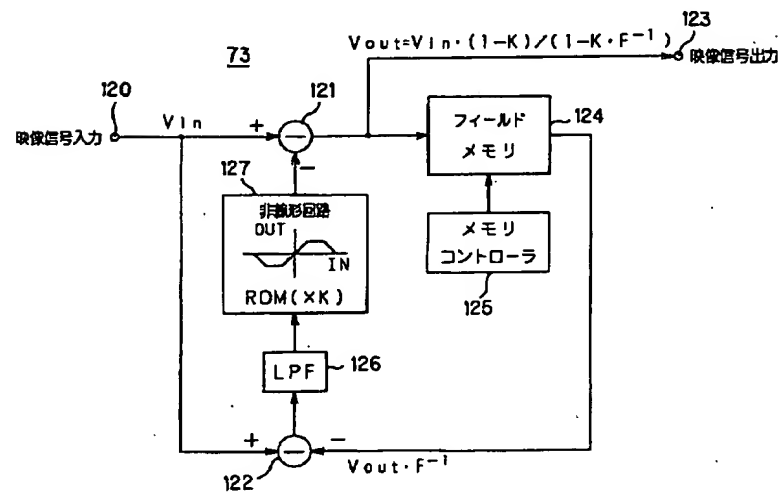 Vout=VIn·(1-K)/(1-K·F⁻¹)
123
映像信号出力
73
120
VIn
121
映像信号入力
+
−
フィールド
メモリ
124
−
127
非線形回路
OUT
IN
ROM(×K)
メモリ
コントローラ
125
LPF
126
+
−
−
122
Vout·F⁻¹